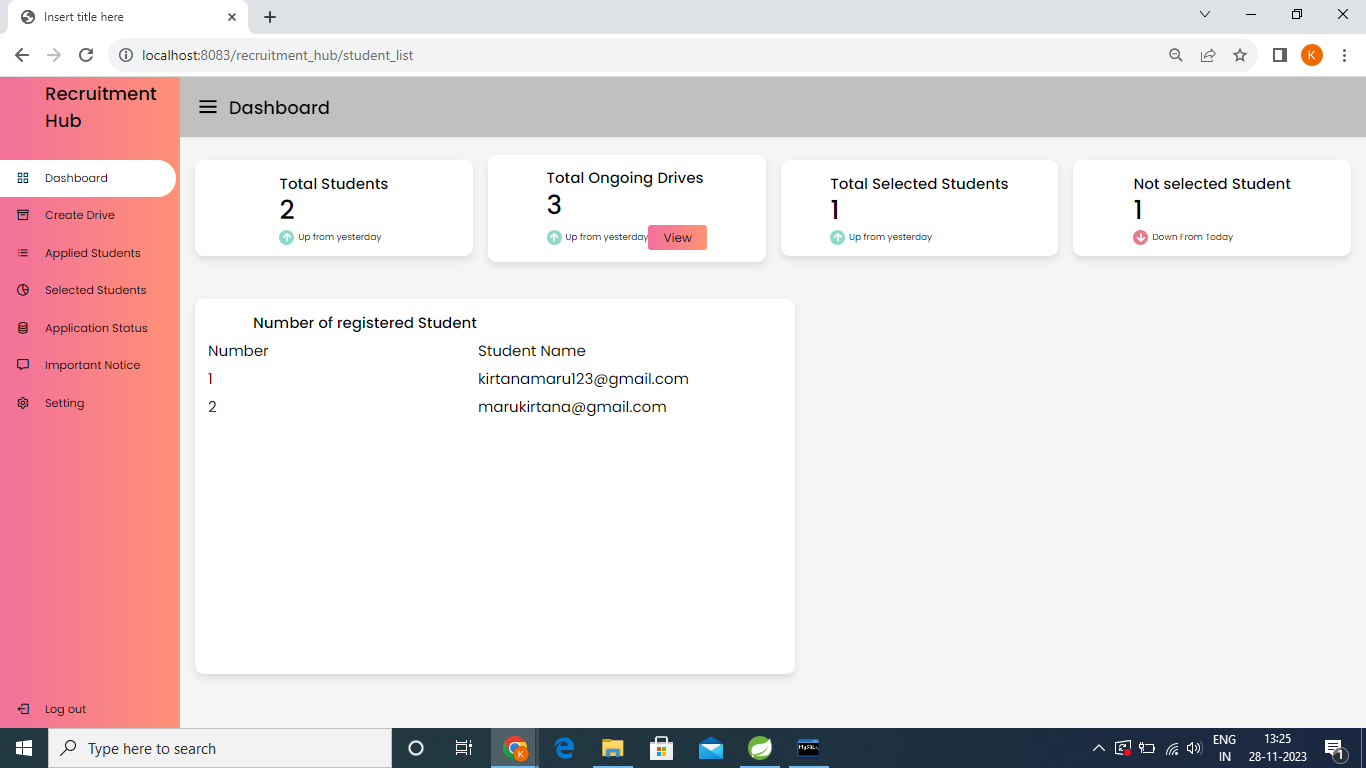 Insert title here
localhost:8083/recruitment_hub/student_list
K
Recruitment
Hub
Dashboard
Dashboard
Create Drive
Applied Students
Selected Students
Application Status
Important Notice
Setting
Log out
Total Students
2
Up from yesterday
Total Ongoing Drives
3
Up from yesterday View
Total Selected Students
1
Up from yesterday
Not selected Student
1
Down From Today
Number of registered Student
Number Student Name
1 kirtanamaru123@gmail.com
2 marukirtana@gmail.com
Type here to search
K
MySQL
ENG
IN
13:25
28-11-2023
1